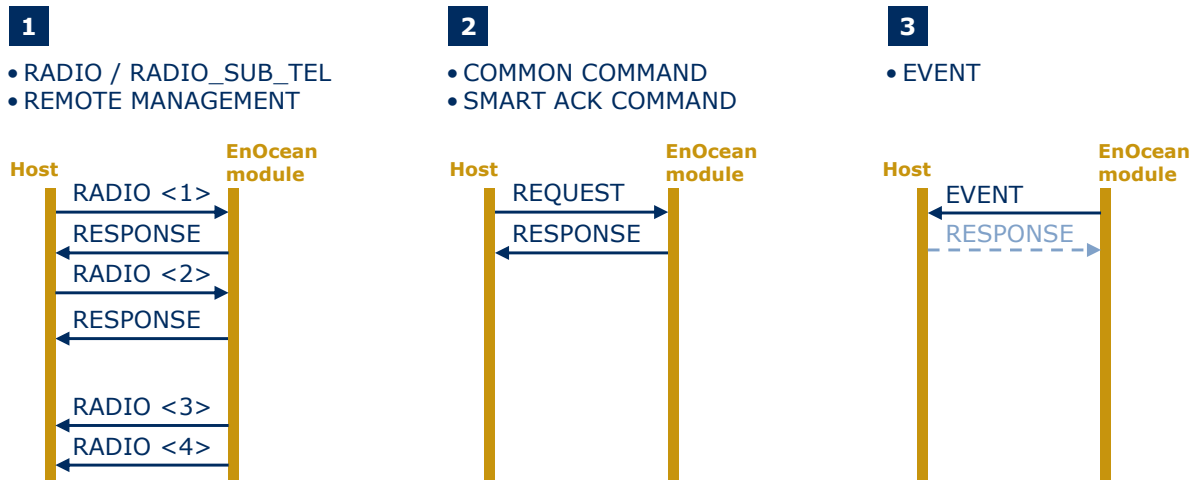 1
• RADIO / RADIO_SUB_TEL
• REMOTE MANAGEMENT
Host
EnOcean
module
RADIO <1>
RESPONSE
RADIO <2>
RESPONSE
RADIO <3>
RADIO <4>
2
• COMMON COMMAND
• SMART ACK COMMAND
Host
EnOcean
module
REQUEST
RESPONSE
3
• EVENT
Host
EnOcean
module
EVENT
RESPONSE